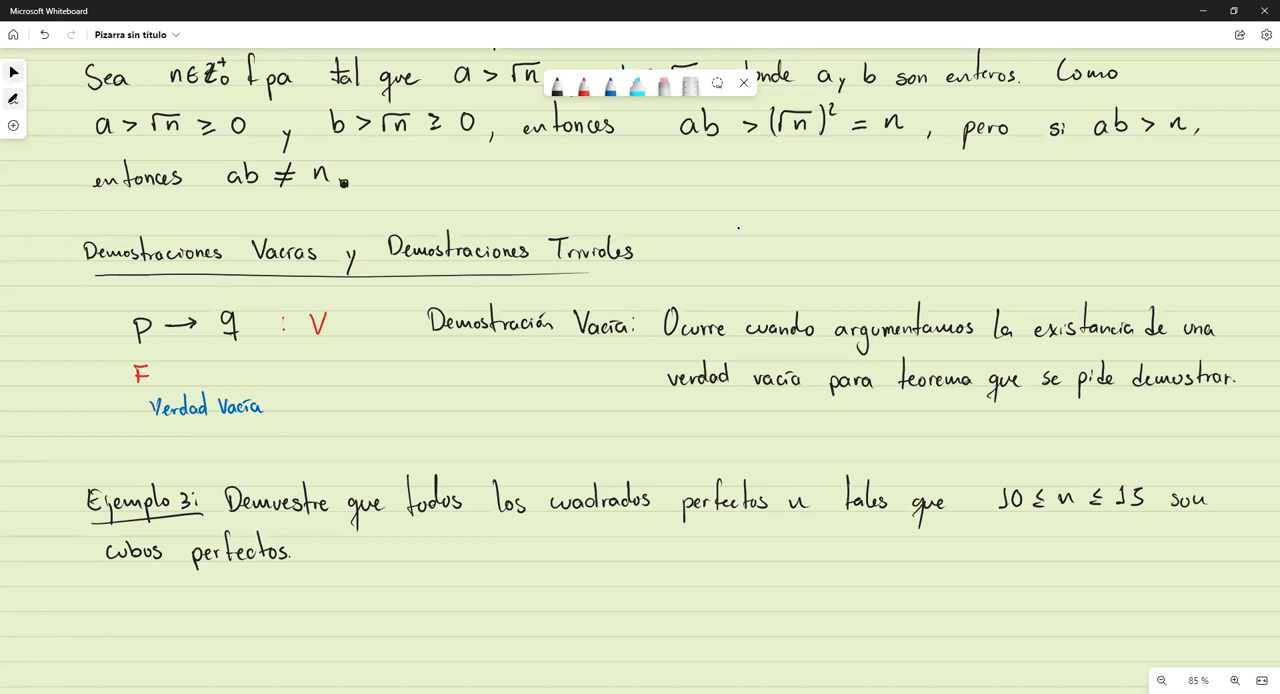 Microsoft Whiteboard
Pizarra sin título
Sea n∈ℤ₀⁺ fpa tal que a > √n onde a y b son enteros. Como
a > √n ≥ 0 y b > √n ≥ 0, entonces ab > (√n)² = n, pero si ab > n,
entonces ab ≠ n.
Demostraciones Vacías y Demostraciones Triviales
p → q : V
F
Verdad Vacía
Demostración Vacía: Ocurre cuando argumentamos la existancia de una
verdad vacía para teorema que se pide demostrar.
Ejemplo 3: Demuestre que todos los cuadrados perfectos n tales que 10 ≤ n ≤ 15 son
cubos perfectos.
85 %